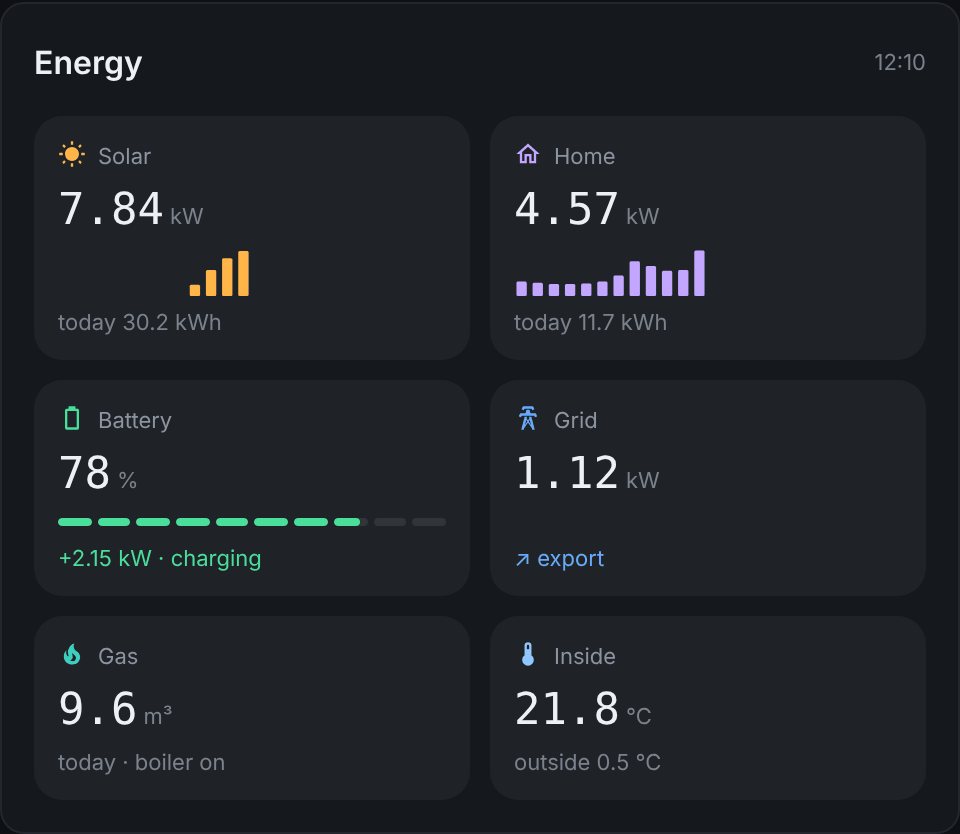 Energy
12:10
Solar
7.84 kW
today 30.2 kWh
Home
4.57 kW
today 11.7 kWh
Battery
78 %
+2.15 kW · charging
Grid
1.12 kW
↗ export
Gas
9.6 m³
today · boiler on
Inside
21.8 °C
outside 0.5 °C